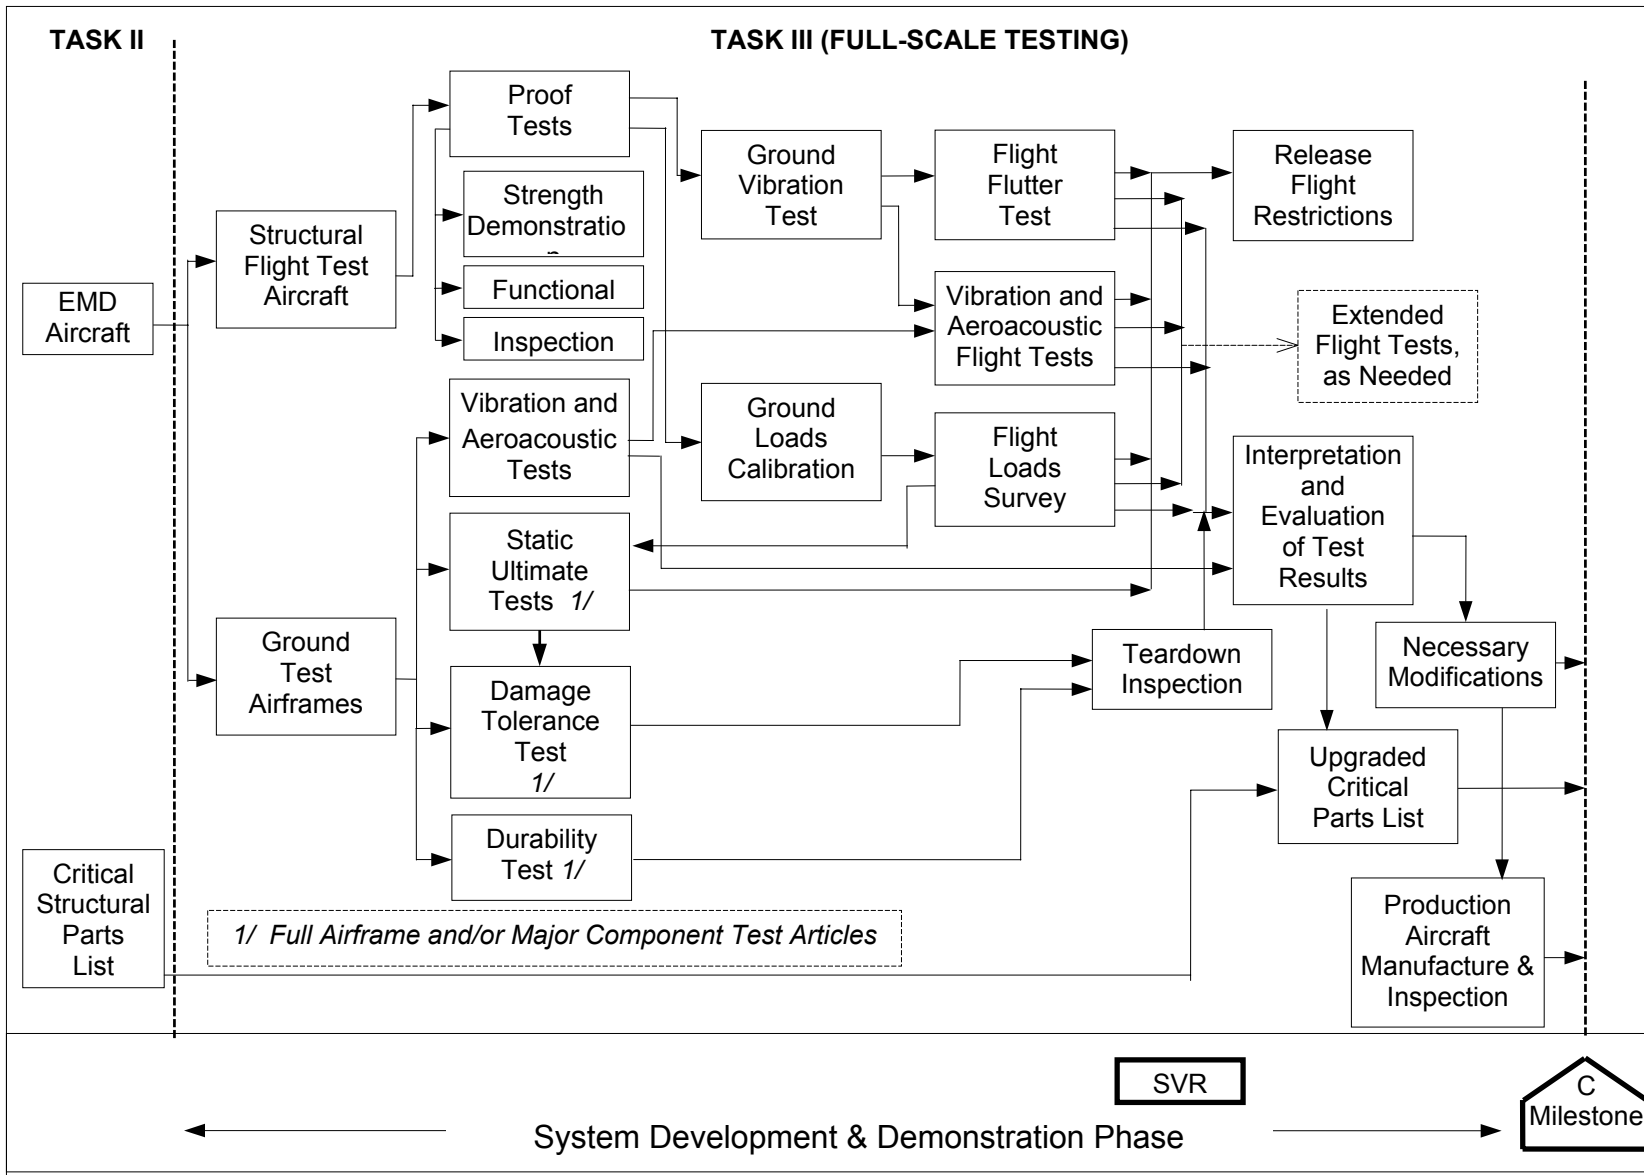 TASK II
TASK III (FULL-SCALE TESTING)
Proof
Tests
Strength
Demonstratio
n
Functional
Inspection
Structural
Flight Test
Aircraft
EMD
Aircraft
Ground
Vibration
Test
Flight
Flutter
Test
Release
Flight
Restrictions
Vibration and
Aeroacoustic
Flight Tests
Extended
Flight Tests,
as Needed
Vibration and
Aeroacoustic
Tests
Ground
Loads
Calibration
Flight
Loads
Survey
Interpretation
and
Evaluation
of Test
Results
Static
Ultimate
Tests 1/
Ground
Test
Airframes
Damage
Tolerance
Test
1/
Teardown
Inspection
Necessary
Modifications
Upgraded
Critical
Parts List
Durability
Test 1/
Critical
Structural
Parts
List
1/ Full Airframe and/or Major Component Test Articles
Production
Aircraft
Manufacture &
Inspection
SVR
C
Milestone
System Development & Demonstration Phase